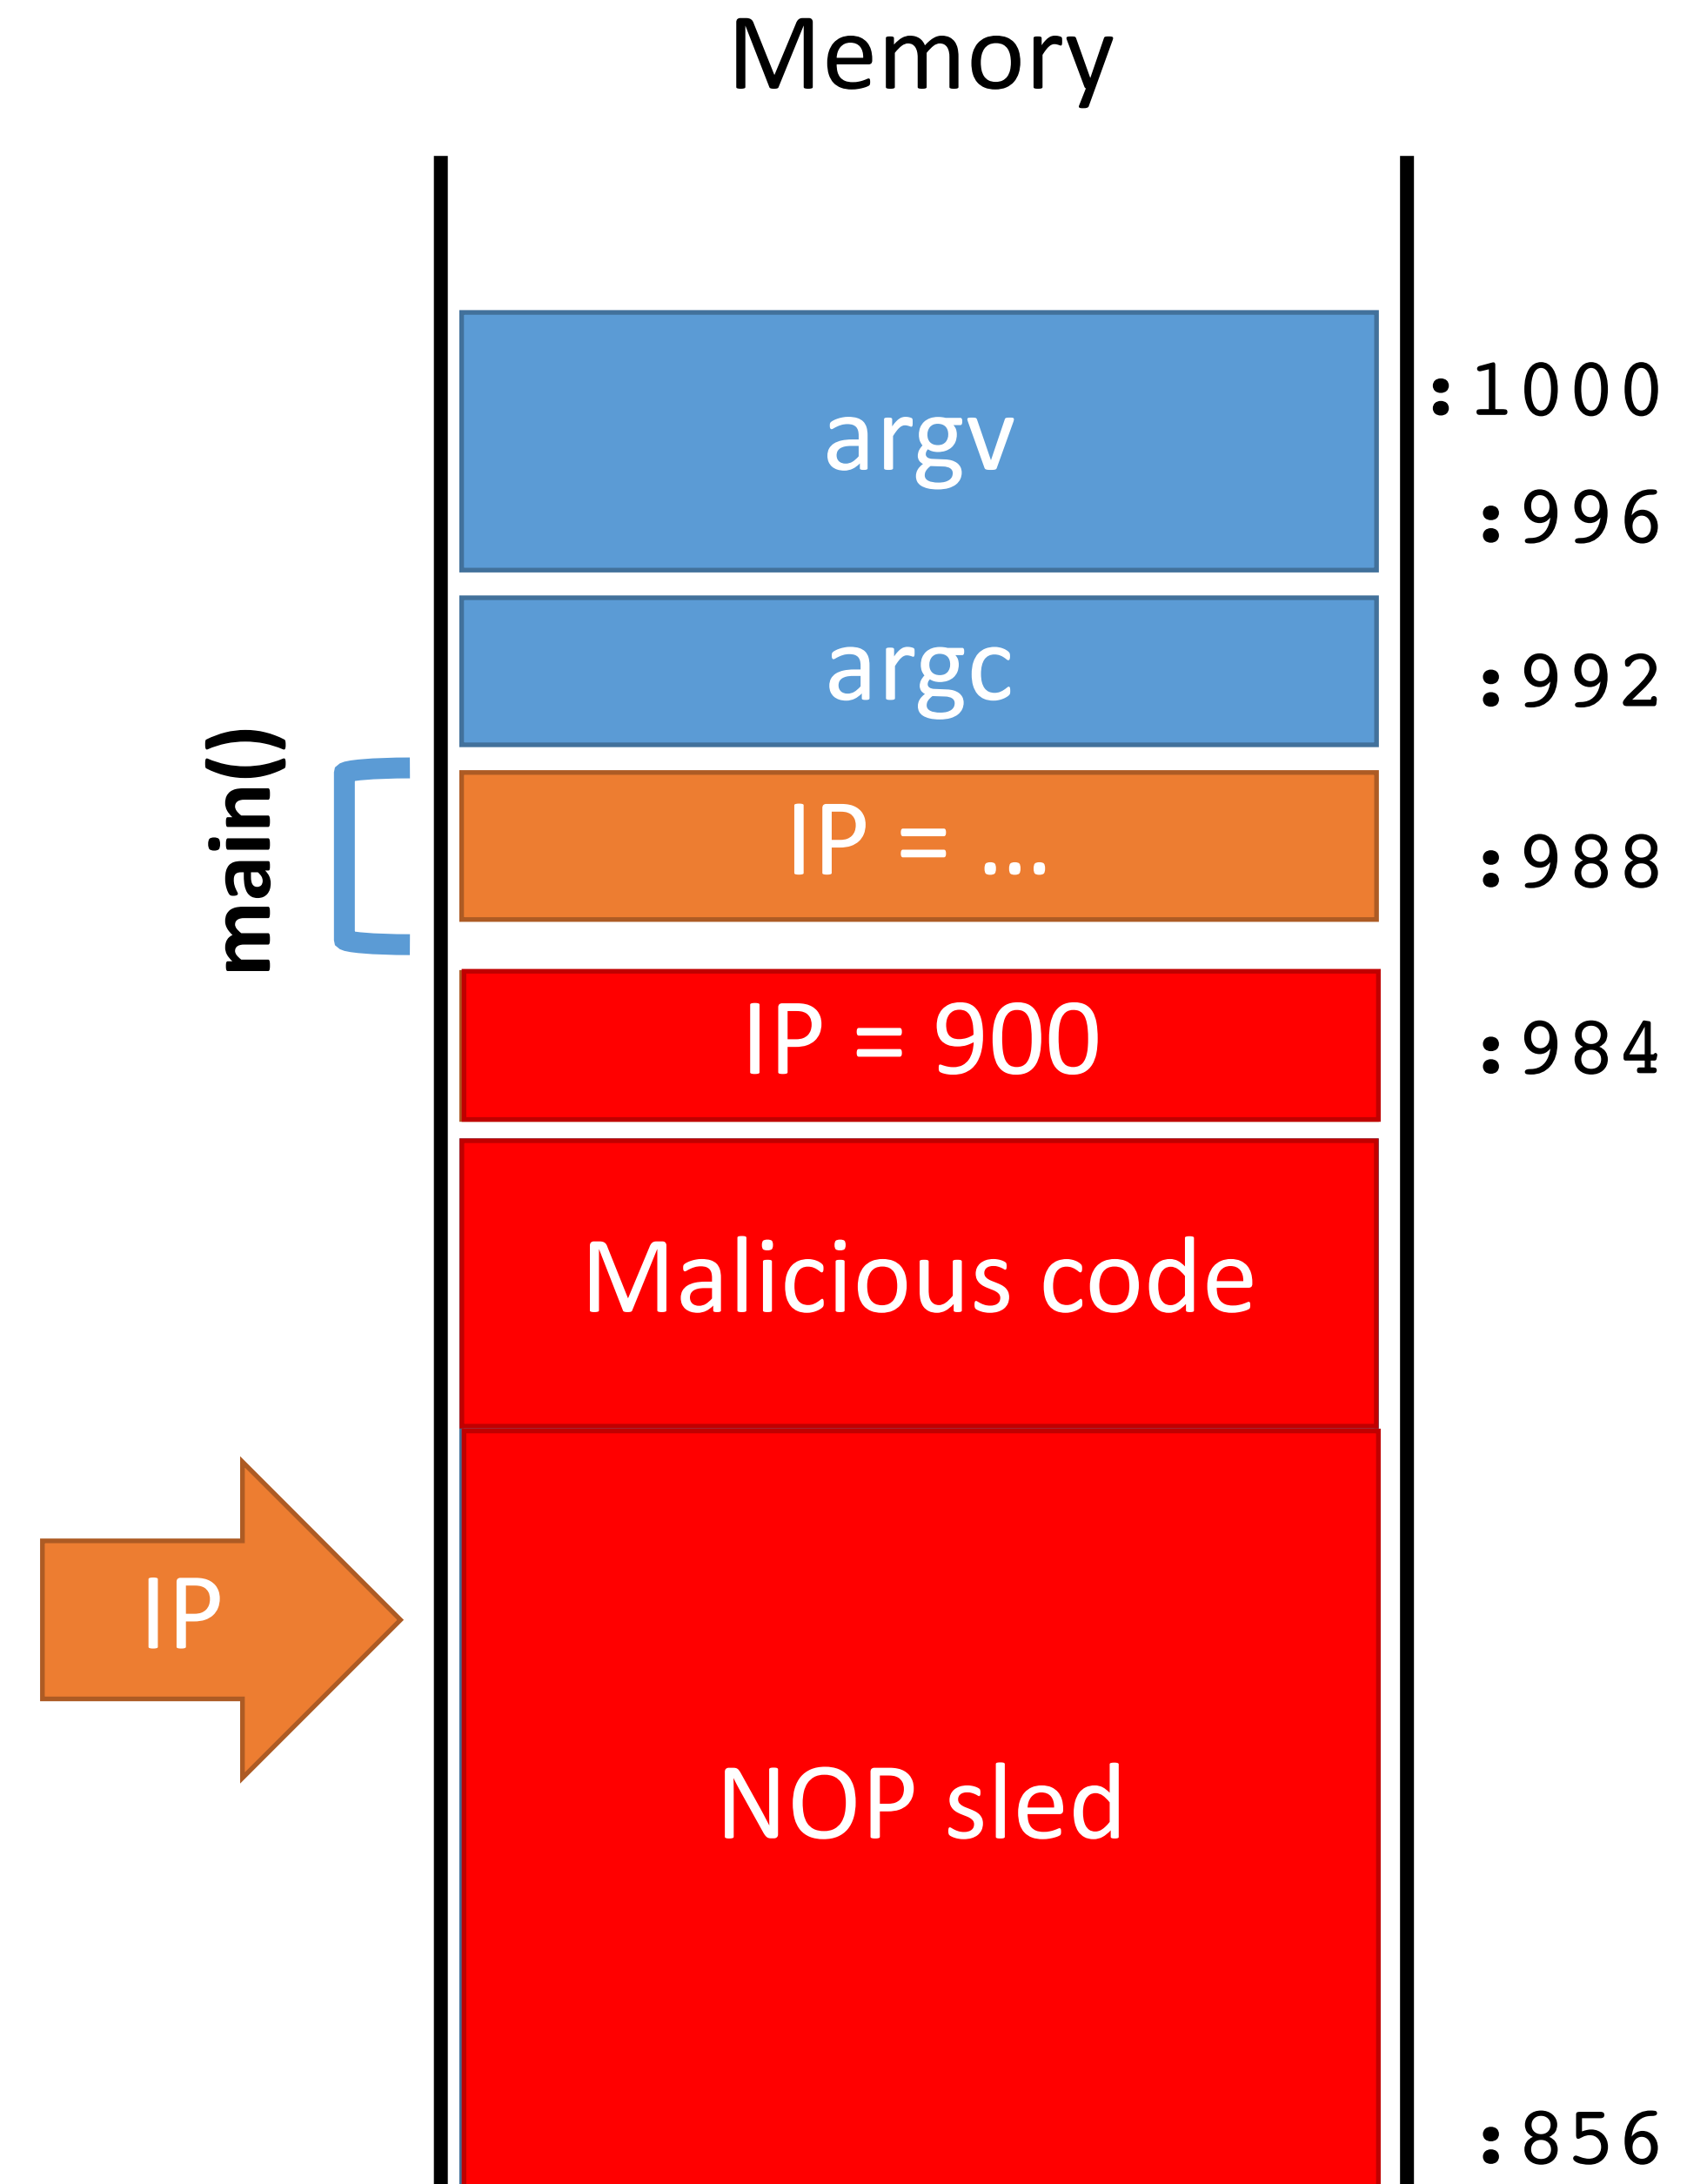 Memory
argv
:1000
:996
argc
:992
main()
IP = ...
:988
IP = 900
:984
Malicious code
IP
NOP sled
:856